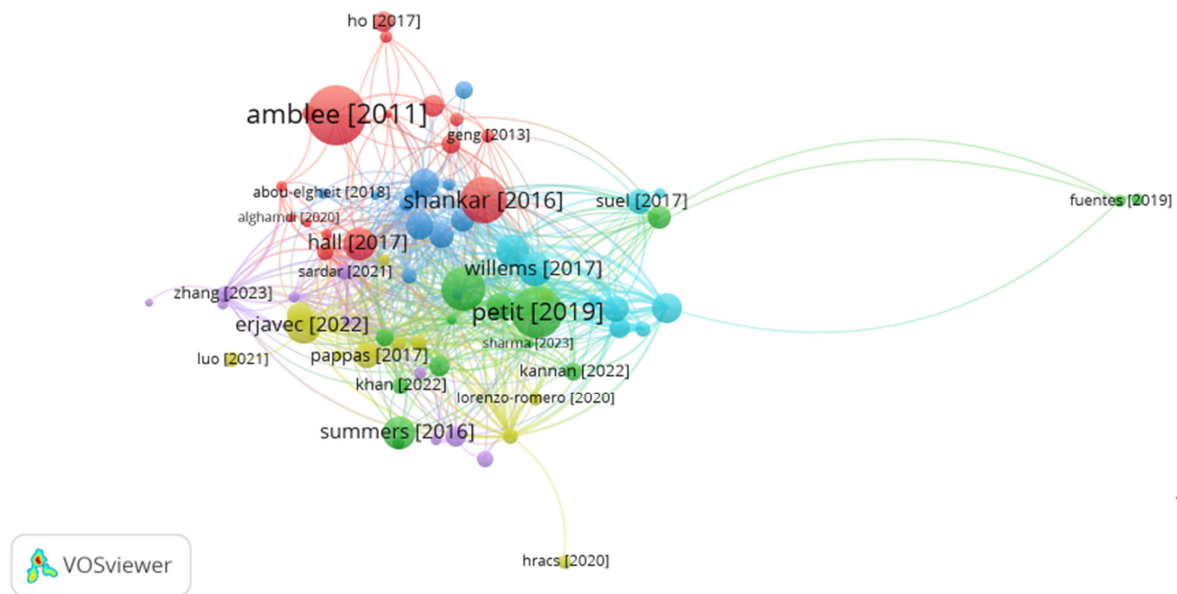 ho [2017]
amblee [2011]
geng [2013]
abou-elgheit [2018]
shankar [2016]
suel [2017]
fuentes [2019]
alghamdi [2020]
hall [2017]
willems [2017]
sardar [2021]
zhang [2023]
petit [2019]
erjavec [2022]
sharma [2023]
luo [2021]
pappas [2017]
kannan [2022]
khan [2022]
lorenzo-romero [2020]
summers [2016]
hracs [2020]
VOSviewer